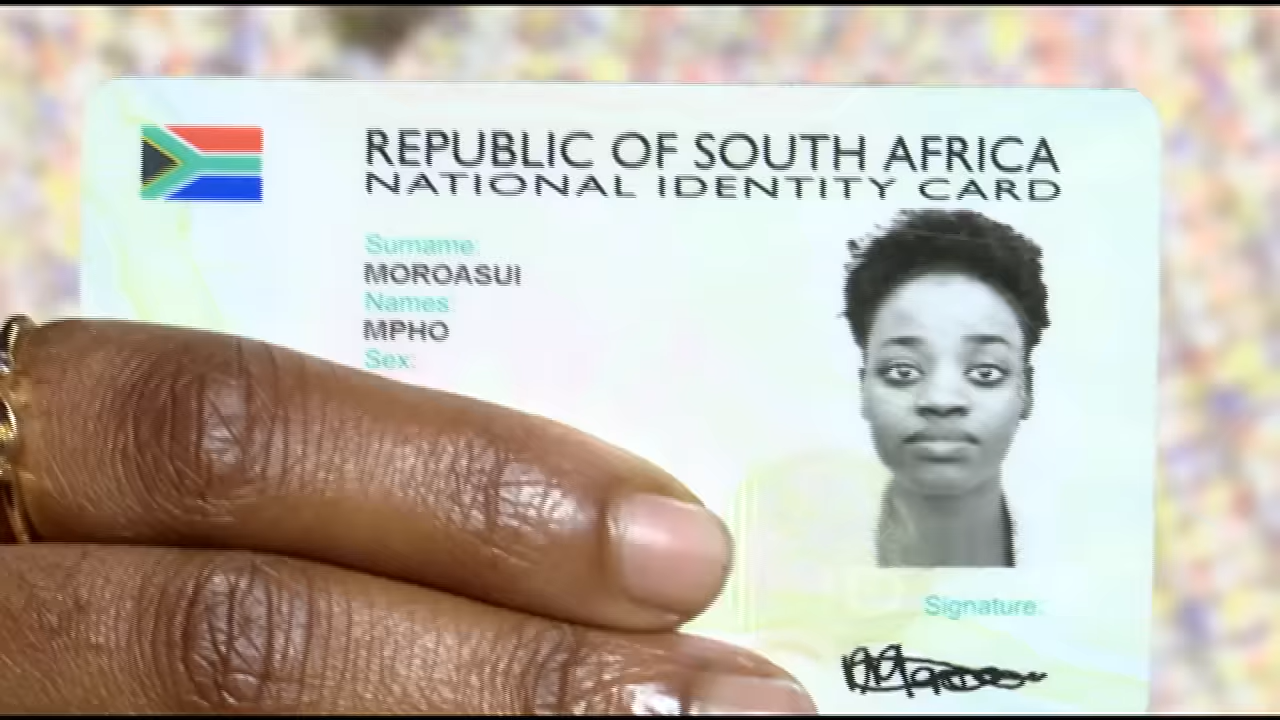 REPUBLIC OF SOUTH AFRICA
NATIONAL IDENTITY CARD
Surname:
MOROASUI
Names:
MPHO
Sex:
Signature: